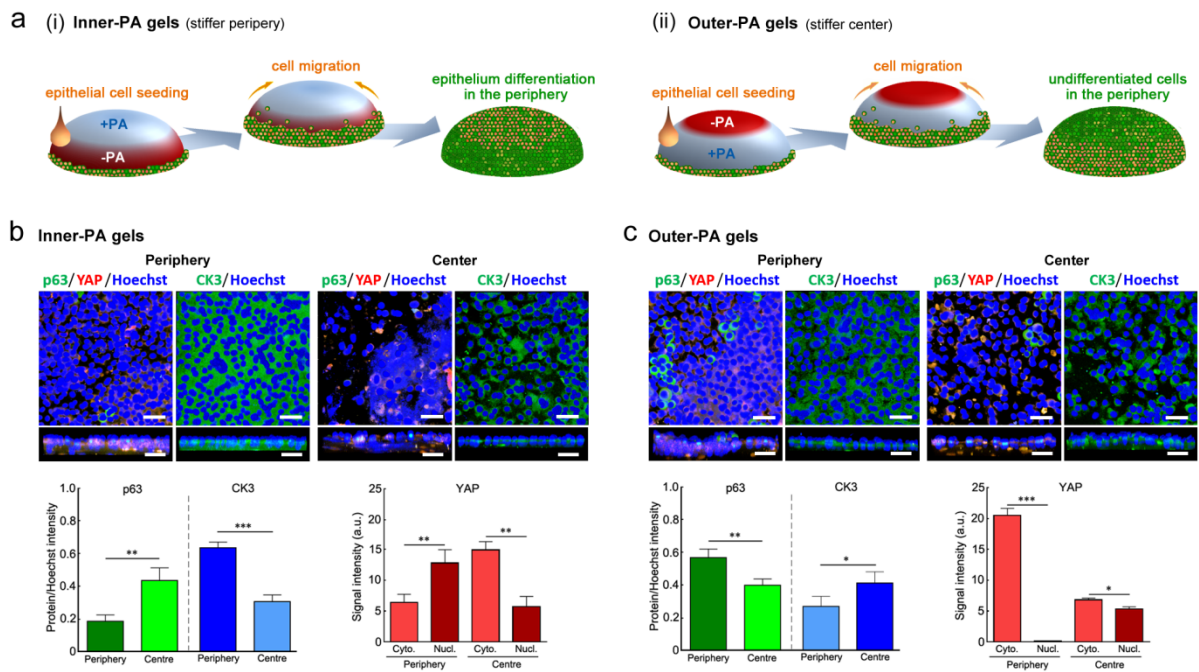 a
(i) Inner-PA gels (stiffer peripery)
epithelial cell seeding
+PA
-PA
cell migration
epithelium differentiation
in the periphery
(ii) Outer-PA gels (stiffer center)
epithelial cell seeding
-PA
+PA
cell migration
undifferentiated cells
in the periphery
b Inner-PA gels
Periphery
Center
p63/YAP/Hoechst
CK3/Hoechst
p63/YAP/Hoechst
CK3/Hoechst
p63
CK3
Protein/Hoechst intensity
1.0
0.8
0.6
0.4
0.2
0
**
***
Periphery
Centre
Periphery
Centre
YAP
Signal intensity (a.u.)
25
20
15
10
5
0
**
**
Cyto.
Nucl.
Cyto.
Nucl.
Periphery
Centre
c Outer-PA gels
Periphery
Center
p63/YAP/Hoechst
CK3/Hoechst
p63/YAP/Hoechst
CK3/Hoechst
p63
CK3
Protein/Hoechst intensity
1.0
0.8
0.6
0.4
0.2
0
**
*
Periphery
Centre
Periphery
Centre
YAP
Signal intensity (a.u.)
25
20
15
10
5
0
***
*
Cyto.
Nucl.
Cyto.
Nucl.
Periphery
Centre